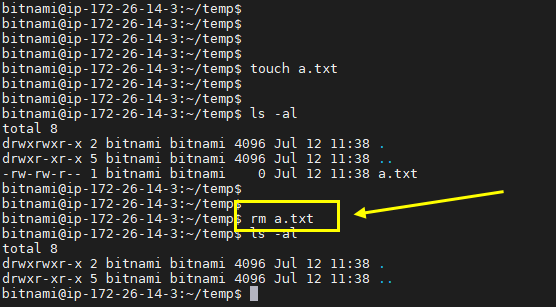 bitnami@ip-172-26-14-3:~/temp$
bitnami@ip-172-26-14-3:~/temp$
bitnami@ip-172-26-14-3:~/temp$
bitnami@ip-172-26-14-3:~/temp$
bitnami@ip-172-26-14-3:~/temp$ touch a.txt
bitnami@ip-172-26-14-3:~/temp$
bitnami@ip-172-26-14-3:~/temp$
bitnami@ip-172-26-14-3:~/temp$ ls -al
total 8
drwxrwxr-x 2 bitnami bitnami 4096 Jul 12 11:38 .
drwxr-xr-x 5 bitnami bitnami 4096 Jul 12 11:38 ..
-rw-rw-r-- 1 bitnami bitnami    0 Jul 12 11:38 a.txt
bitnami@ip-172-26-14-3:~/temp$
bitnami@ip-172-26-14-3:~/temp$
bitnami@ip-172-26-14-3:~/temp$ rm a.txt
bitnami@ip-172-26-14-3:~/temp$ ls -al
total 8
drwxrwxr-x 2 bitnami bitnami 4096 Jul 12 11:38 .
drwxr-xr-x 5 bitnami bitnami 4096 Jul 12 11:38 ..
bitnami@ip-172-26-14-3:~/temp$